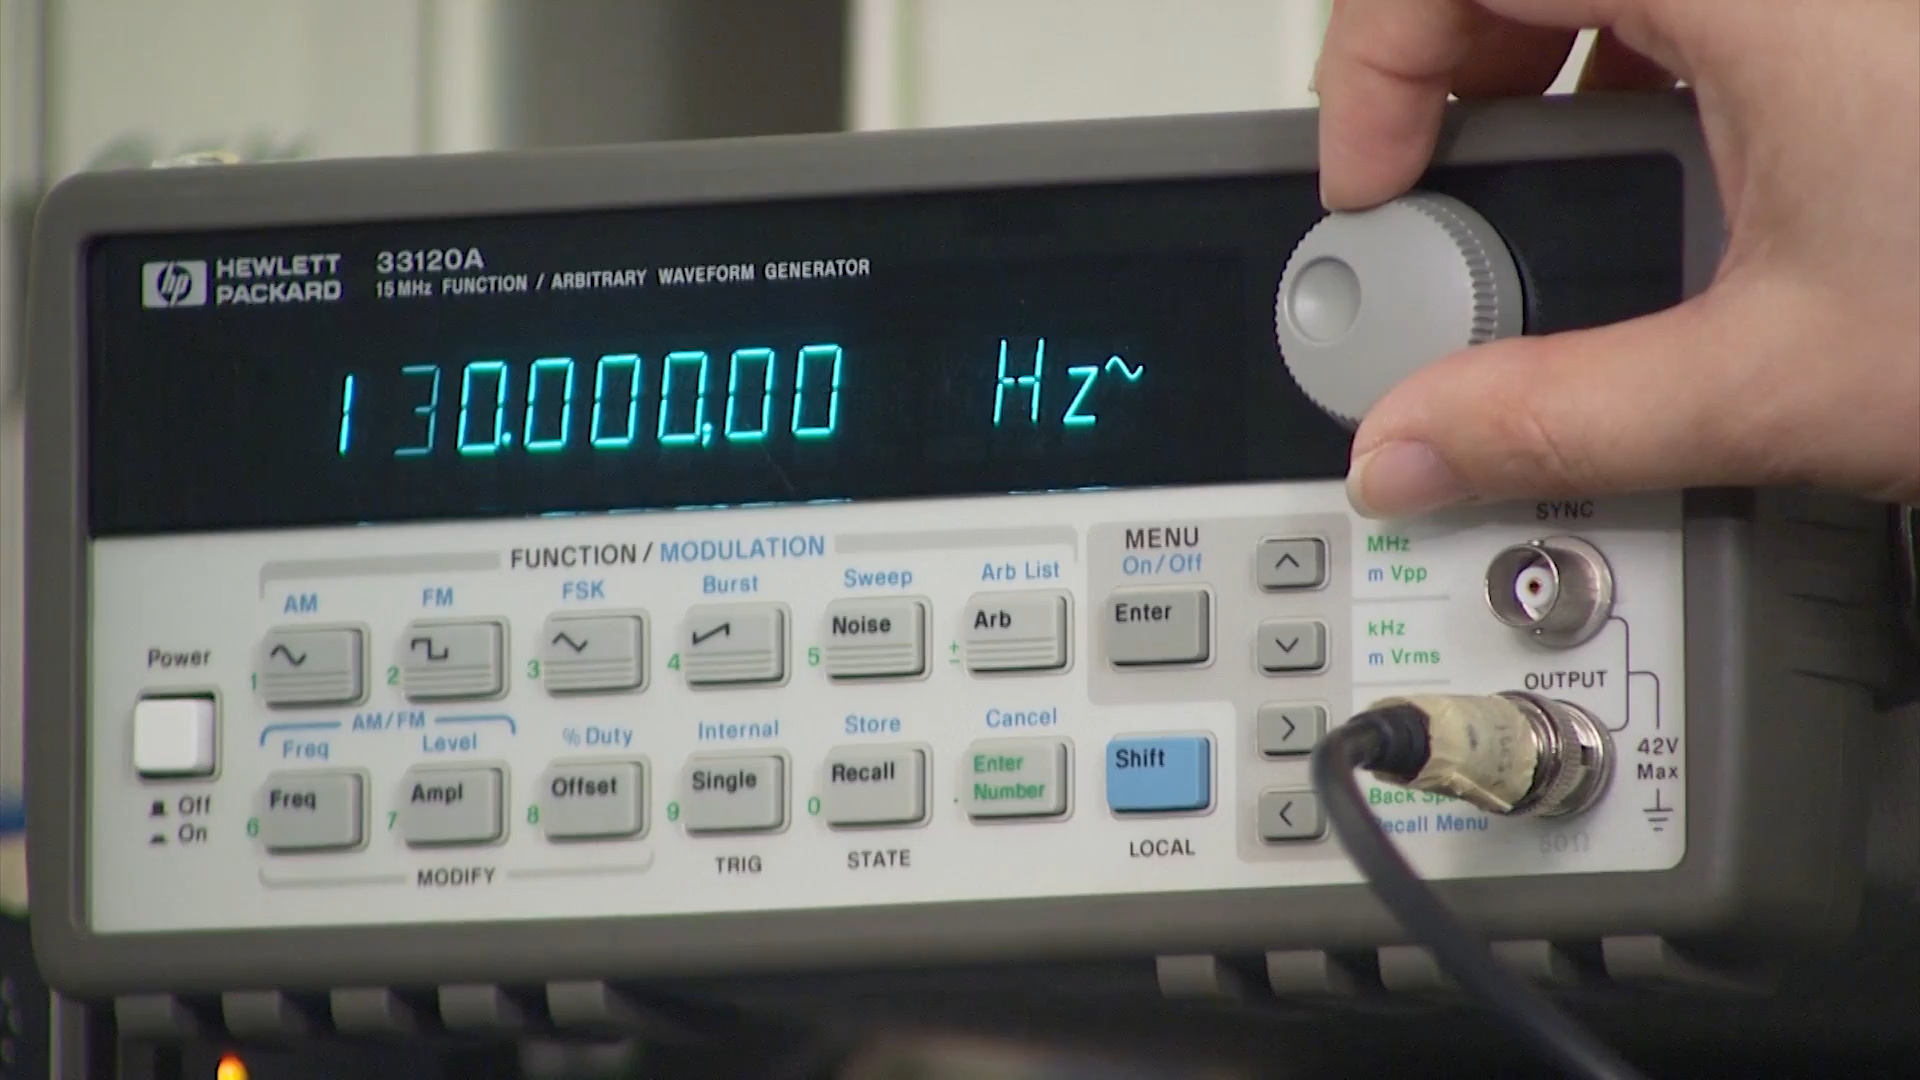 hp HEWLETT PACKARD 33120A
15 MHz FUNCTION / ARBITRARY WAVEFORM GENERATOR
130.000,00 Hz~
SYNC
FUNCTION / MODULATION
MENU
On/Off
MHz
m Vpp
AM FM FSK Burst Sweep Arb List
Noise Arb Enter
kHz
m Vrms
Power
1 2 3 4 5 ±
OUTPUT
AM/FM
Freq Level % Duty Internal Store Cancel
42V
Max
Freq Ampl Offset Single Recall Enter Number Shift
Off
On
6 7 8 9 0 .
Back
Recall Menu
50Ω
MODIFY TRIG STATE LOCAL